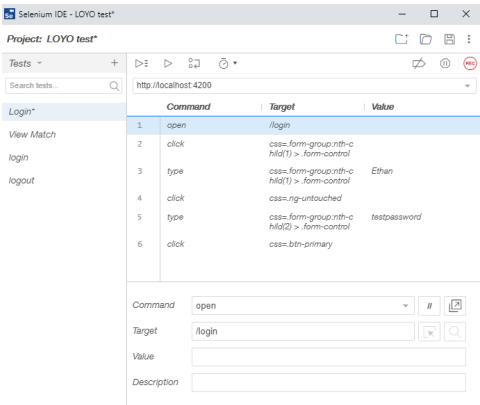 Se Selenium IDE - LOYO test*
Project: LOYO test*
Tests
Search tests...
http://localhost:4200
Command Target Value
Login*
View Match
login
logout
1 open /login
2 click css=.form-group:nth-c
hild(1) > .form-control
3 type css=.form-group:nth-c Ethan
hild(1) > .form-control
4 click css=.ng-untouched
5 type css=.form-group:nth-c testpassword
hild(2) > .form-control
6 click css=.btn-primary
REC
Command open //
Target /login
Value
Description